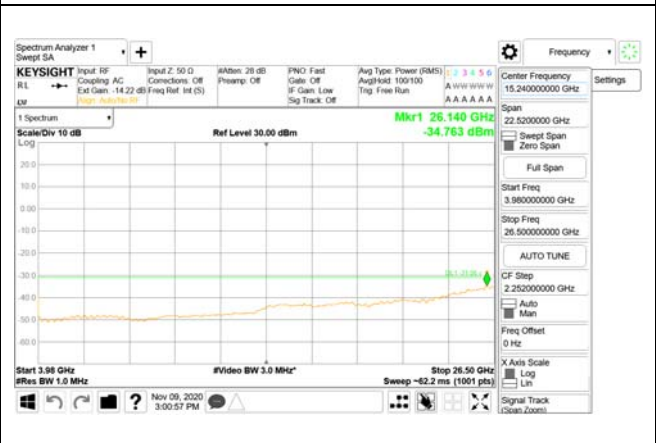 Spectrum Analyzer 1
Swept SA
Frequency
KEYSIGHT
RL
Input: RF
Coupling: AC
Ext Gain: -14.22 dB
Align: Auto/No RF
Input Z: 50 Ω
Corrections: Off
Freq Ref: Int (S)
#Atten: 28 dB
Preamp: Off
PNO: Fast
Gate: Off
IF Gain: Low
Sig Track: Off
Avg Type: Power (RMS)
Avg|Hold: 100/100
Trig: Free Run
1 2 3 4 5 6
A W W W W W
A A A A A A
1 Spectrum
Scale/Div 10 dB
Log
Ref Level 30.00 dBm
Mkr1 26.140 GHz
-34.763 dBm
20.0
10.0
0.00
-10.0
-20.0
-30.0
-40.0
-50.0
-60.0
Start 3.98 GHz
#Res BW 1.0 MHz
#Video BW 3.0 MHz*
Stop 26.50 GHz
Sweep ~62.2 ms (1001 pts)
Nov 09, 2020
3:00:57 PM
Center Frequency
15.240000000 GHz
Settings
Span
22.5200000 GHz
Swept Span
Zero Span
Full Span
Start Freq
3.980000000 GHz
Stop Freq
26.500000000 GHz
AUTO TUNE
CF Step
2.252000000 GHz
Auto
Man
Freq Offset
0 Hz
X Axis Scale
Log
Lin
Signal Track
(Span Zoom)